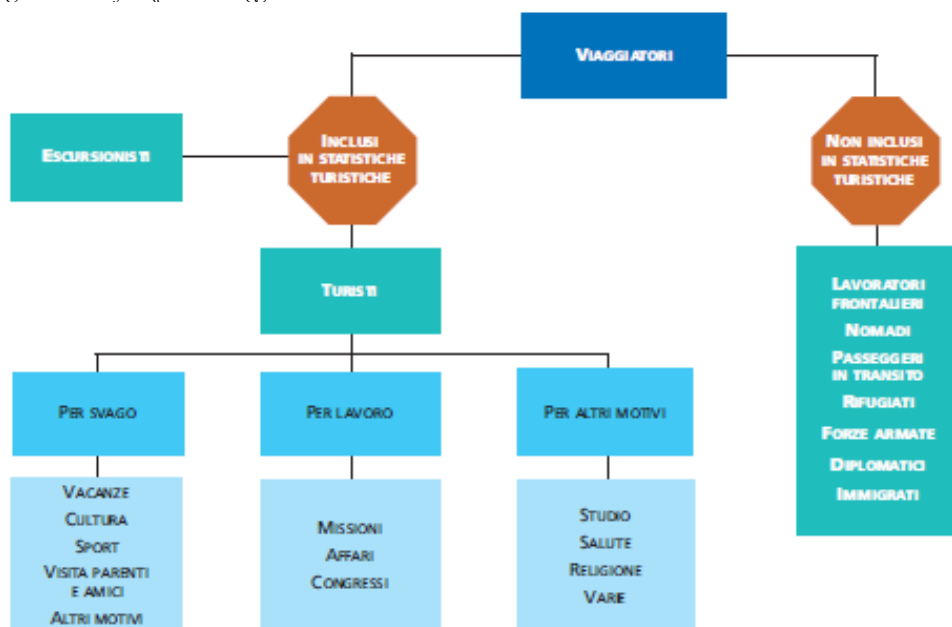 VIAGGIATORI
ESCURSIONISTI
INCLUSI
IN STATISTICHE
TURISTICHE
NON INCLUSI
IN STATISTICHE
TURISTICHE
TURISTI
LAVORATORI
FRONTALIERI
NOMADI
PASSEGGERI
IN TRANSITO
RIFUGIATI
FORZE ARMATE
DIPLOMATICI
IMMIGRATI
PER SVAGO
PER LAVORO
PER ALTRI MOTIVI
VACANZE
CULTURA
SPORT
VISITA PARENTI
E AMICI
ALTRI MOTIVI
MISSIONI
AFFARI
CONGRESSI
STUDIO
SALUTE
RELIGIONE
VARIE